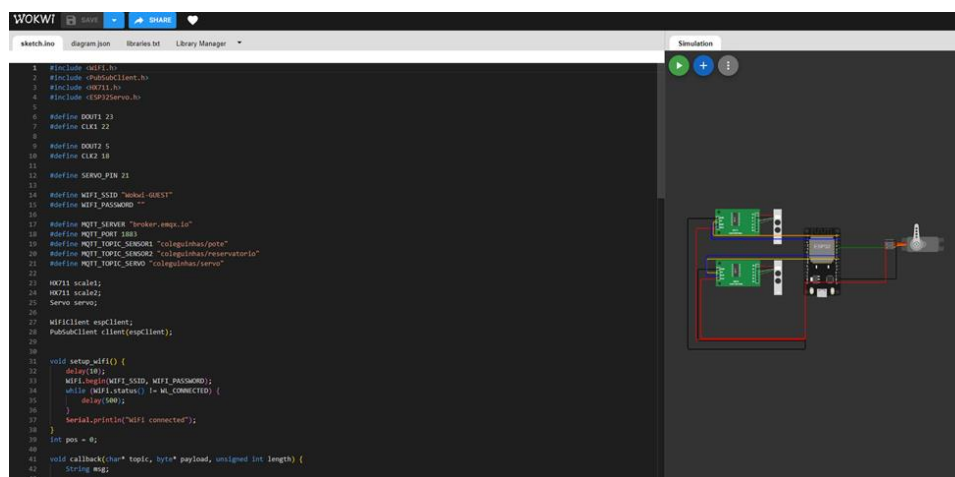 WOKWI SAVE SHARE
sketch.ino diagram.json libraries.txt Library Manager Simulation
1 #include <WiFi.h>
2 #include <PubSubClient.h>
3 #include <HX711.h>
4 #include <ESP32Servo.h>
5
6 #define DOUT1 23
7 #define CLK1 22
8
9 #define DOUT2 5
10 #define CLK2 18
11
12 #define SERVO_PIN 21
13
14 #define WIFI_SSID "Wokwi-GUEST"
15 #define WIFI_PASSWORD ""
16
17 #define MQTT_SERVER "broker.emqx.io"
18 #define MQTT_PORT 1883
19 #define MQTT_TOPIC_SENSOR1 "coleguinhas/pote"
20 #define MQTT_TOPIC_SENSOR2 "coleguinhas/reservatorio"
21 #define MQTT_TOPIC_SERVO "coleguinhas/servo"
22
23 HX711 scale1;
24 HX711 scale2;
25 Servo servo;
26
27 WiFiClient espClient;
28 PubSubClient client(espClient);
29
30
31 void setup_wifi() {
32 delay(10);
33 WiFi.begin(WIFI_SSID, WIFI_PASSWORD);
34 while (WiFi.status() != WL_CONNECTED) {
35 delay(500);
36 }
37 Serial.println("WiFi connected");
38 }
39 int pos = 0;
40
41 void callback(char* topic, byte* payload, unsigned int length) {
42 String msg;
ESP32